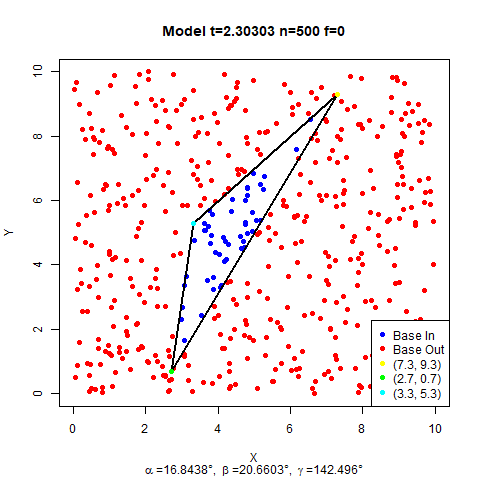 Model t=2.30303 n=500 f=0
Y
10
8
6
4
2
0
Base In
Base Out
(7.3, 9.3)
(2.7, 0.7)
(3.3, 5.3)
0 2 4 6 8 10
X
α=16.8438°, β=20.6603°, γ=142.496°